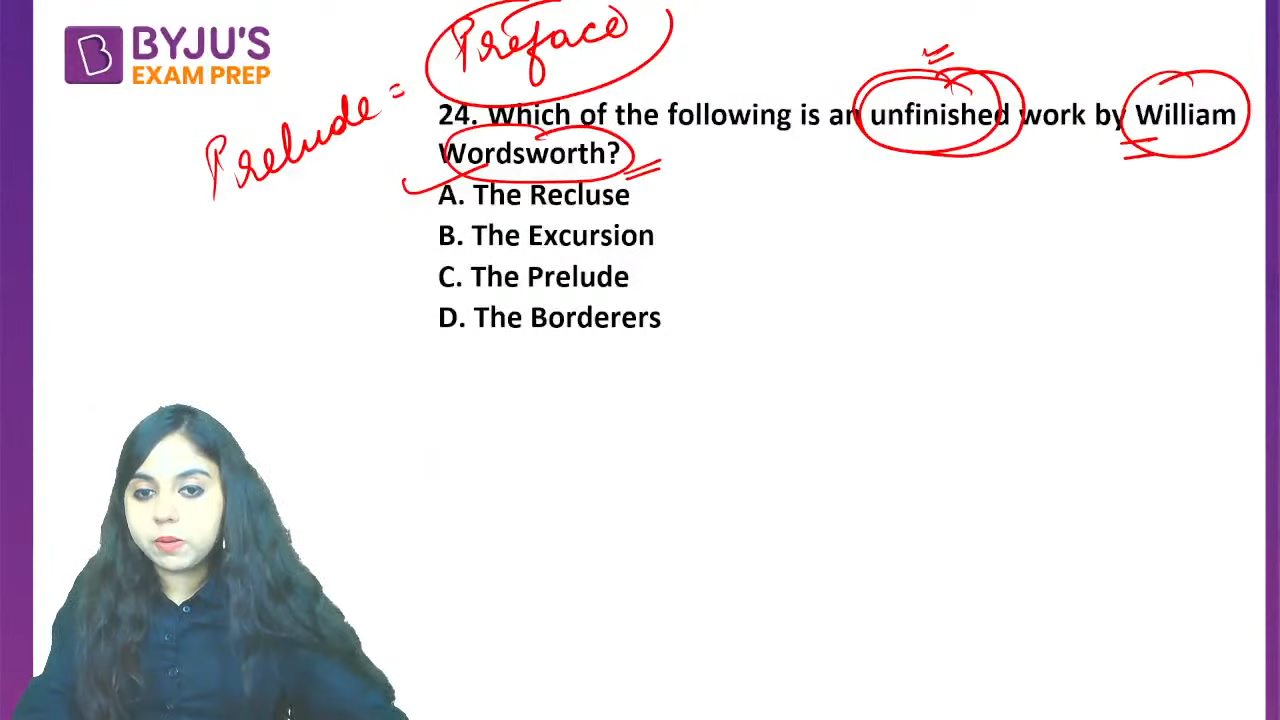 BYJU'S
EXAM PREP
Prelude = Preface
24. Which of the following is an unfinished work by William
Wordsworth?
A. The Recluse
B. The Excursion
C. The Prelude
D. The Borderers